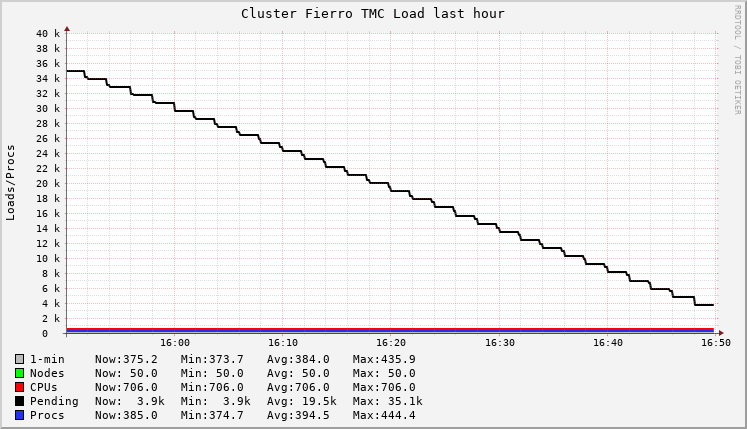 Cluster Fierro TMC Load last hour
RRDTOOL / TOBI OETIKER
Loads/Procs
40 k
38 k
36 k
34 k
32 k
30 k
28 k
26 k
24 k
22 k
20 k
18 k
16 k
14 k
12 k
10 k
8 k
6 k
4 k
2 k
0
16:00 16:10 16:20 16:30 16:40 16:50
1-min Now:375.2 Min:373.7 Avg:384.0 Max:435.9
Nodes Now: 50.0 Min: 50.0 Avg: 50.0 Max: 50.0
CPUs Now:706.0 Min:706.0 Avg:706.0 Max:706.0
Pending Now: 3.9k Min: 3.9k Avg: 19.5k Max: 35.1k
Procs Now:385.0 Min:374.7 Avg:394.5 Max:444.4